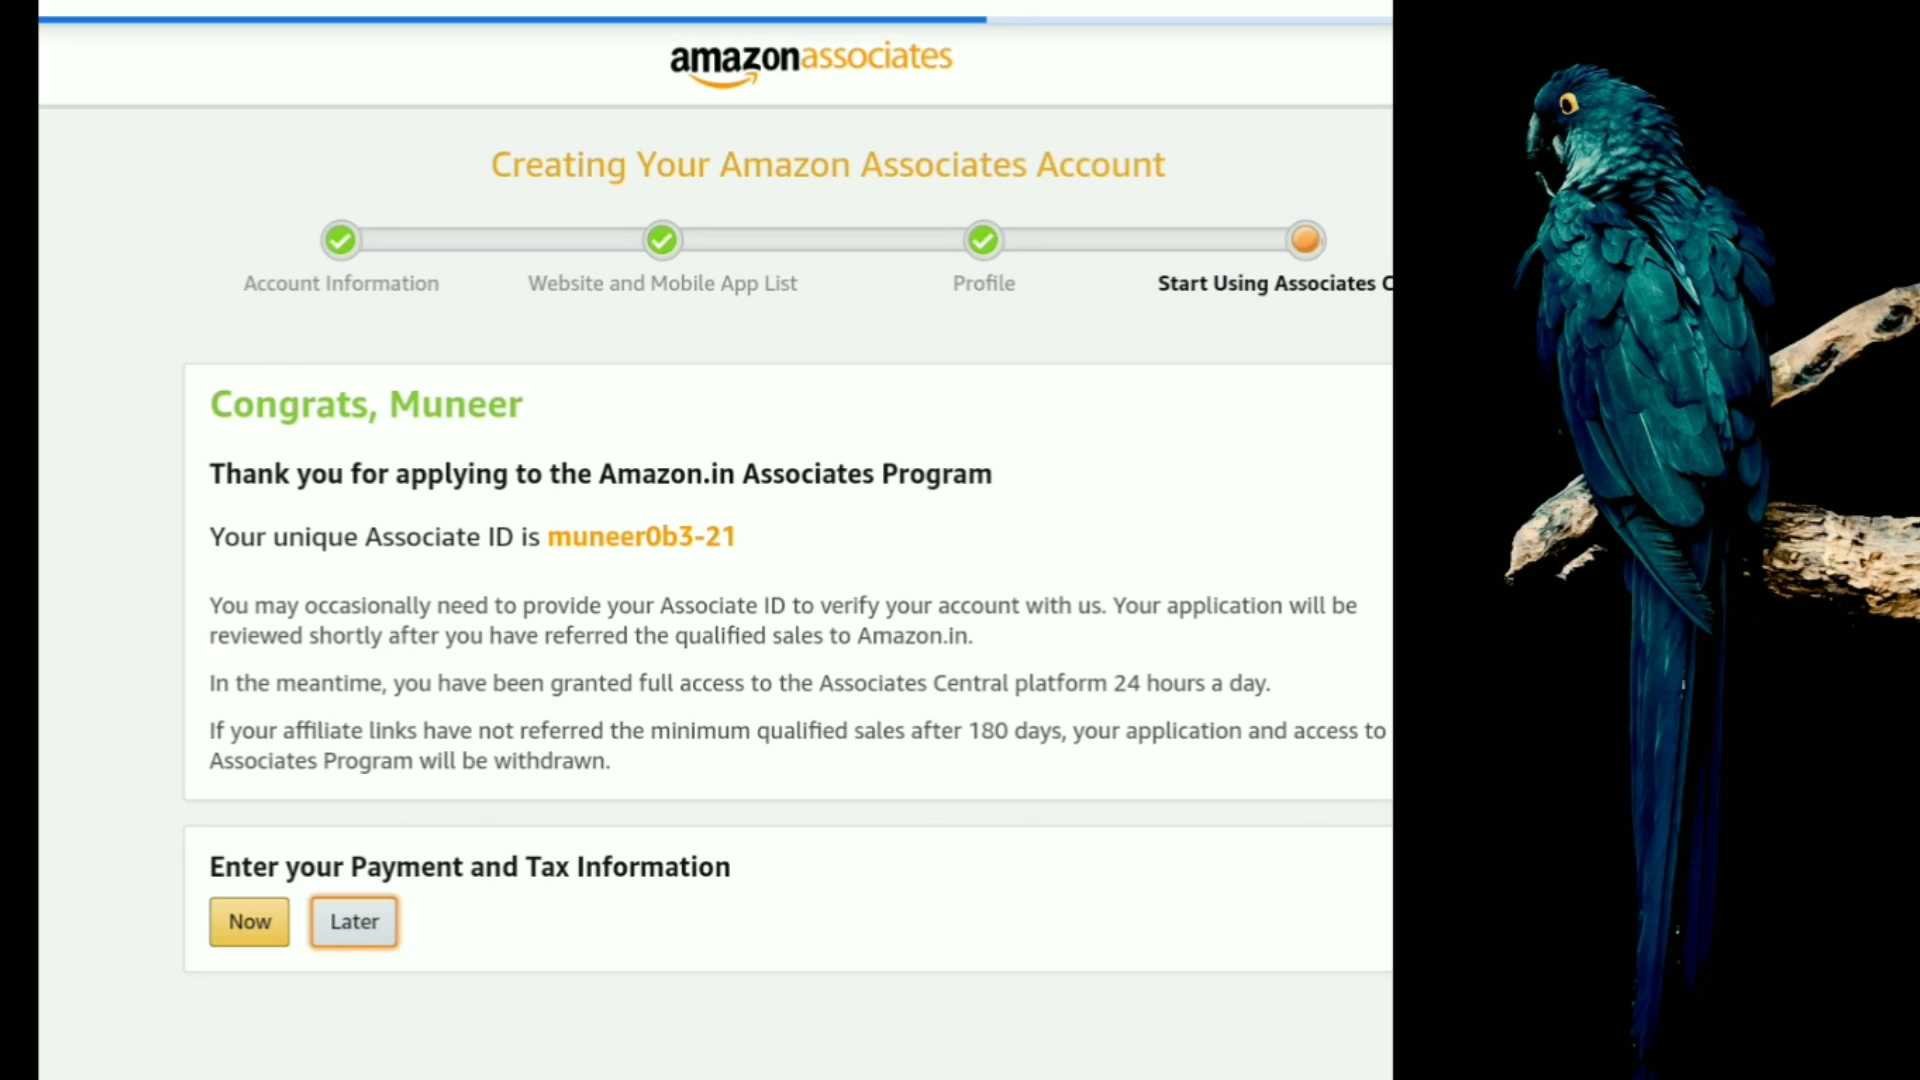 amazonassociates
Creating Your Amazon Associates Account
Account Information
Website and Mobile App List
Profile
Start Using Associates C
Congrats, Muneer
Thank you for applying to the Amazon.in Associates Program
Your unique Associate ID is muneer0b3-21
You may occasionally need to provide your Associate ID to verify your account with us. Your application will be
reviewed shortly after you have referred the qualified sales to Amazon.in.
In the meantime, you have been granted full access to the Associates Central platform 24 hours a day.
If your affiliate links have not referred the minimum qualified sales after 180 days, your application and access to
Associates Program will be withdrawn.
Enter your Payment and Tax Information
Now
Later